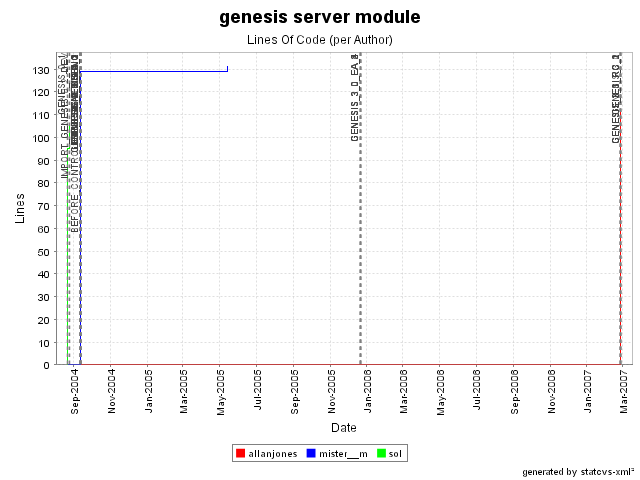 genesis server module
Lines Of Code (per Author)
Lines
130
120
110
100
90
80
70
60
50
40
30
20
10
0
GENESIS_3_0_EA_
Sep-2004
Nov-2004
Jan-2005
Mar-2005
May-2005
Jul-2005
Sep-2005
Nov-2005
Jan-2006
Mar-2006
May-2006
Jul-2006
Sep-2006
Nov-2006
Jan-2007
Mar-2007
Date
allanjones
mister__m
sol
generated by statcvs-xml²